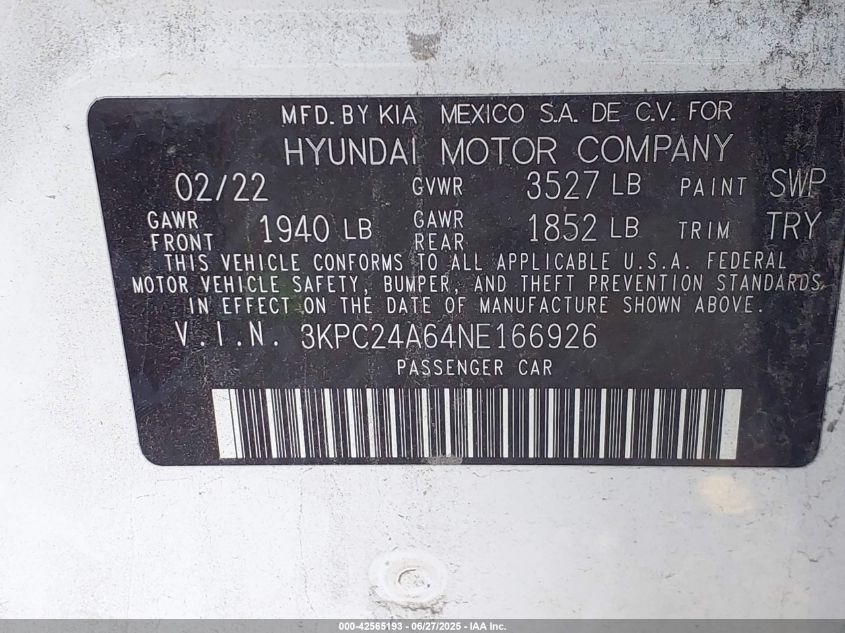 MFD. BY KIA MEXICO S.A. DE C.V. FOR
HYUNDAI MOTOR COMPANY
02/22 GVWR 3527 LB PAINT SWP
GAWR FRONT 1940 LB GAWR REAR 1852 LB TRIM TRY
THIS VEHICLE CONFORMS TO ALL APPLICABLE U.S.A. FEDERAL
MOTOR VEHICLE SAFETY, BUMPER, AND THEFT PREVENTION STANDARDS
IN EFFECT ON THE DATE OF MANUFACTURE SHOWN ABOVE.
V.I.N. 3KPC24A64NE166926
PASSENGER CAR
000-42565193 - 06/27/2025 - IAA Inc.